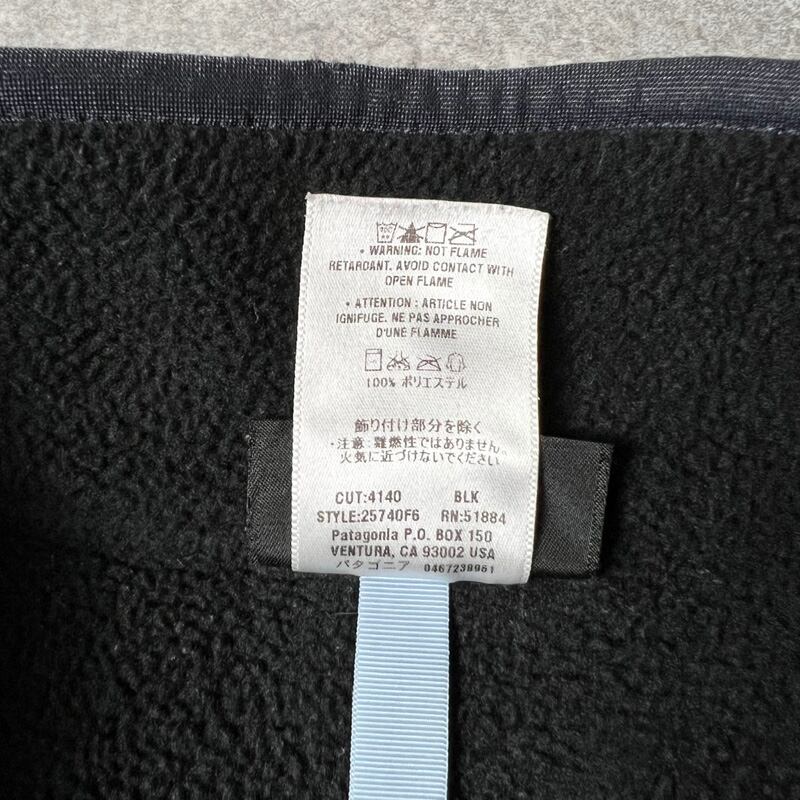 • WARNING: NOT FLAME
RETARDANT. AVOID CONTACT WITH
OPEN FLAME
• ATTENTION : ARTICLE NON
IGNIFUGE. NE PAS APPROCHER
D'UNE FLAMME
100% ポリエステル
飾り付け部分を除く
・注意：難燃性ではありません。
火気に近づけないでください
CUT:4140 BLK
STYLE:25740F6 RN:51884
Patagonia P.O. BOX 150
VENTURA, CA 93002 USA
パタゴニア